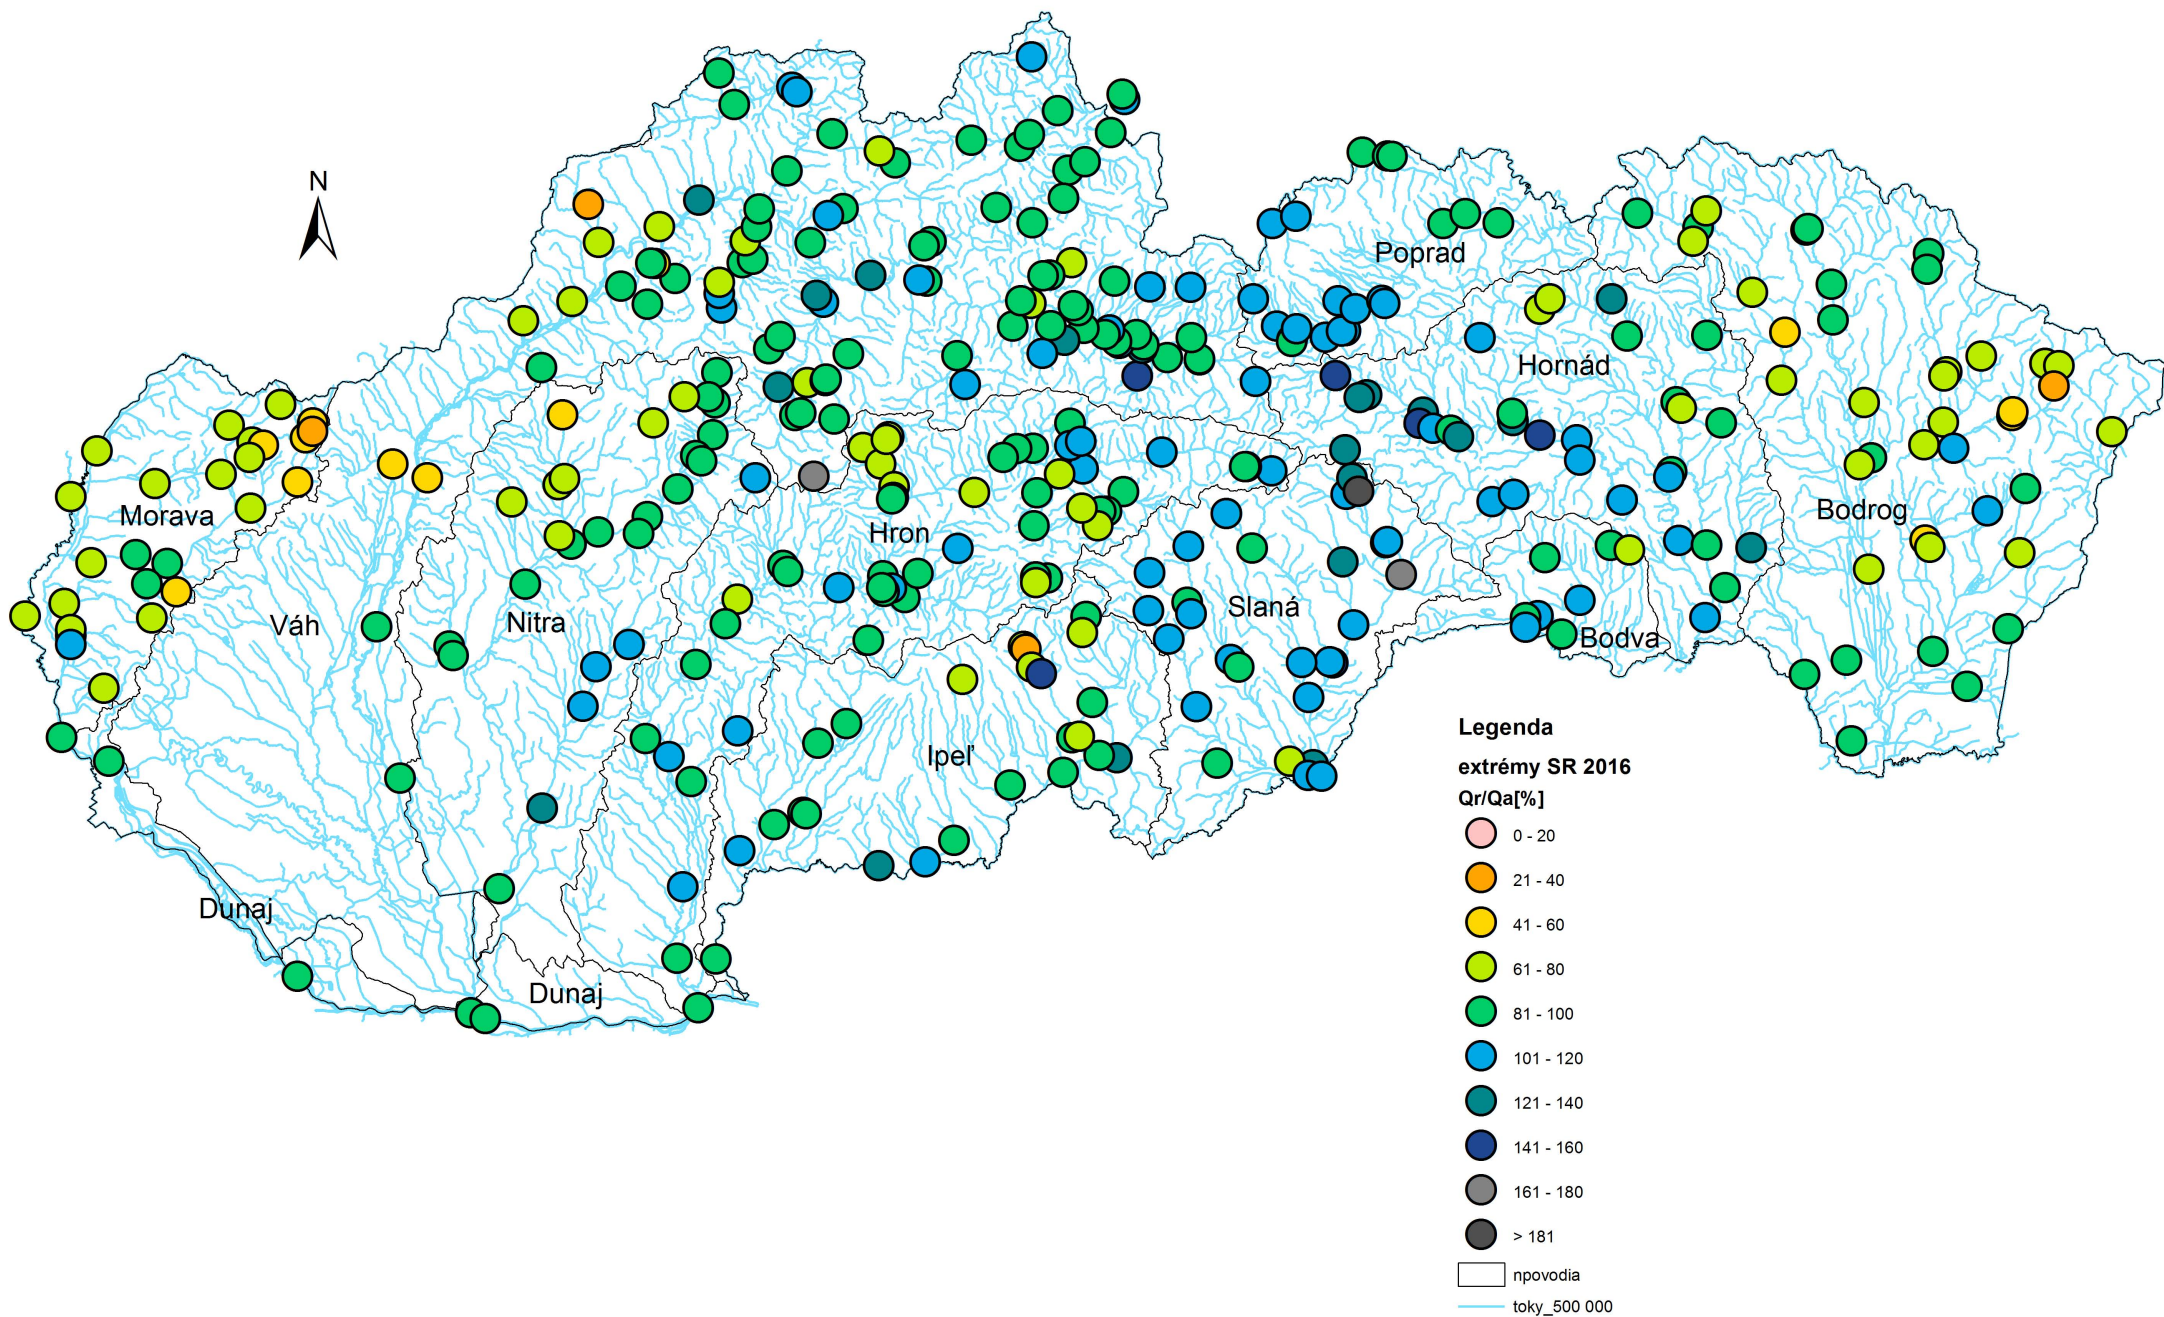 N
Poprad
Hornád
Morava
Bodrog
Hron
Váh
Nitra
Slaná
Bodva
Ipeľ
Dunaj
Dunaj
Legenda
extrémy SR 2016
Qr/Qa[%]
0 - 20
21 - 40
41 - 60
61 - 80
81 - 100
101 - 120
121 - 140
141 - 160
161 - 180
> 181
npovodia
toky_500 000